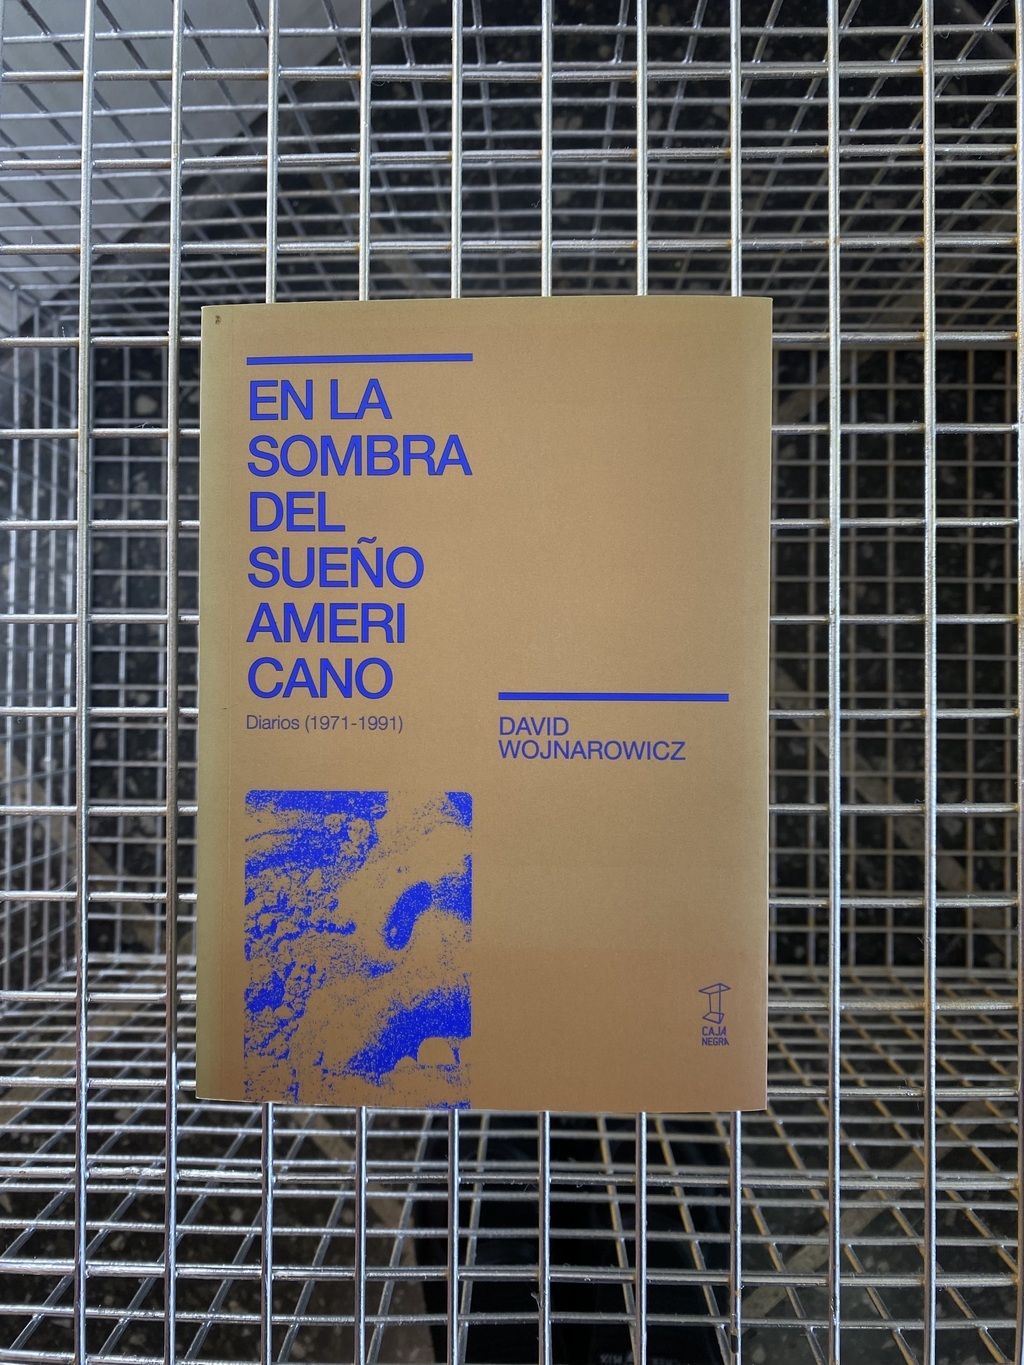 EN LA
SOMBRA
DEL
SUEÑO
AMERI
CANO
Diarios (1971-1991)
DAVID
WOJNAROWICZ
CAJA
NEGRA